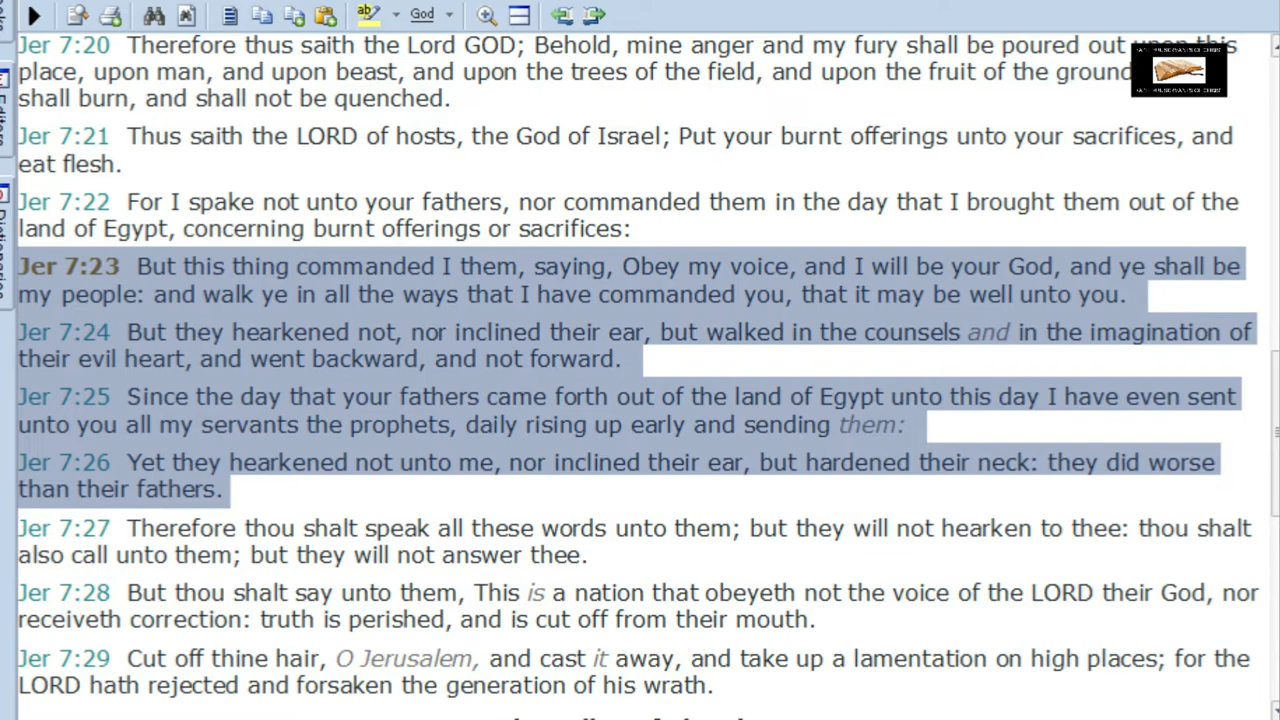 ab God
Jer 7:20 Therefore thus saith the Lord GOD; Behold, mine anger and my fury shall be poured out upon this
place, upon man, and upon beast, and upon the trees of the field, and upon the fruit of the ground
shall burn, and shall not be quenched.
Jer 7:21 Thus saith the LORD of hosts, the God of Israel; Put your burnt offerings unto your sacrifices, and
eat flesh.
Jer 7:22 For I spake not unto your fathers, nor commanded them in the day that I brought them out of the
land of Egypt, concerning burnt offerings or sacrifices:
Jer 7:23 But this thing commanded I them, saying, Obey my voice, and I will be your God, and ye shall be
my people: and walk ye in all the ways that I have commanded you, that it may be well unto you.
Jer 7:24 But they hearkened not, nor inclined their ear, but walked in the counsels and in the imagination of
their evil heart, and went backward, and not forward.
Jer 7:25 Since the day that your fathers came forth out of the land of Egypt unto this day I have even sent
unto you all my servants the prophets, daily rising up early and sending them:
Jer 7:26 Yet they hearkened not unto me, nor inclined their ear, but hardened their neck: they did worse
than their fathers.
Jer 7:27 Therefore thou shalt speak all these words unto them; but they will not hearken to thee: thou shalt
also call unto them; but they will not answer thee.
Jer 7:28 But thou shalt say unto them, This is a nation that obeyeth not the voice of the LORD their God, nor
receiveth correction: truth is perished, and is cut off from their mouth.
Jer 7:29 Cut off thine hair, O Jerusalem, and cast it away, and take up a lamentation on high places; for the
LORD hath rejected and forsaken the generation of his wrath.
Editors
Dictionaries